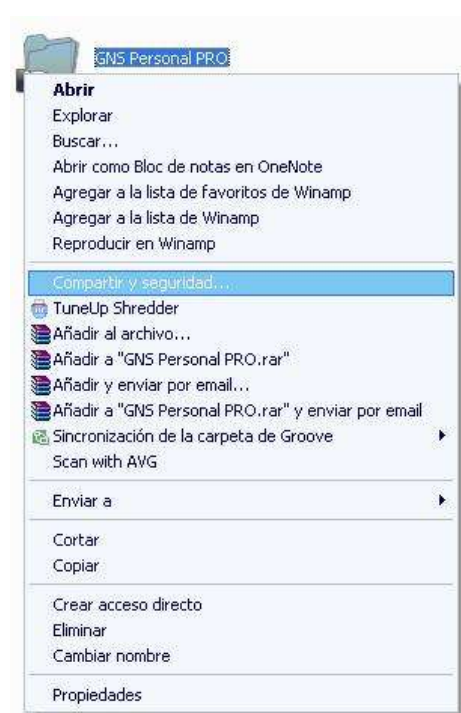 GNS Personal PRO
Abrir
Explorar
Buscar...
Abrir como Bloc de notas en OneNote
Agregar a la lista de favoritos de Winamp
Agregar a la lista de Winamp
Reproducir en Winamp
Compartir y seguridad...
TuneUp Shredder
Añadir al archivo...
Añadir a "GNS Personal PRO.rar"
Añadir y enviar por email...
Añadir a "GNS Personal PRO.rar" y enviar por email
Sincronización de la carpeta de Groove
Scan with AVG
Enviar a
Cortar
Copiar
Crear acceso directo
Eliminar
Cambiar nombre
Propiedades